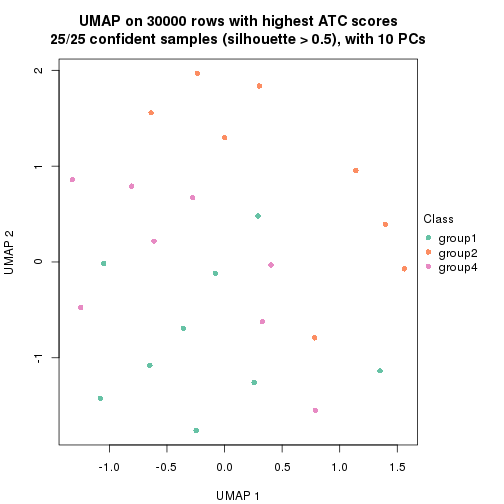 UMAP on 30000 rows with highest ATC scores
25/25 confident samples (silhouette > 0.5), with 10 PCs
2
1
0
-1
UMAP 2
-1.0
-0.5
0.0
0.5
1.0
1.5
UMAP 1
Class
group1
group2
group4